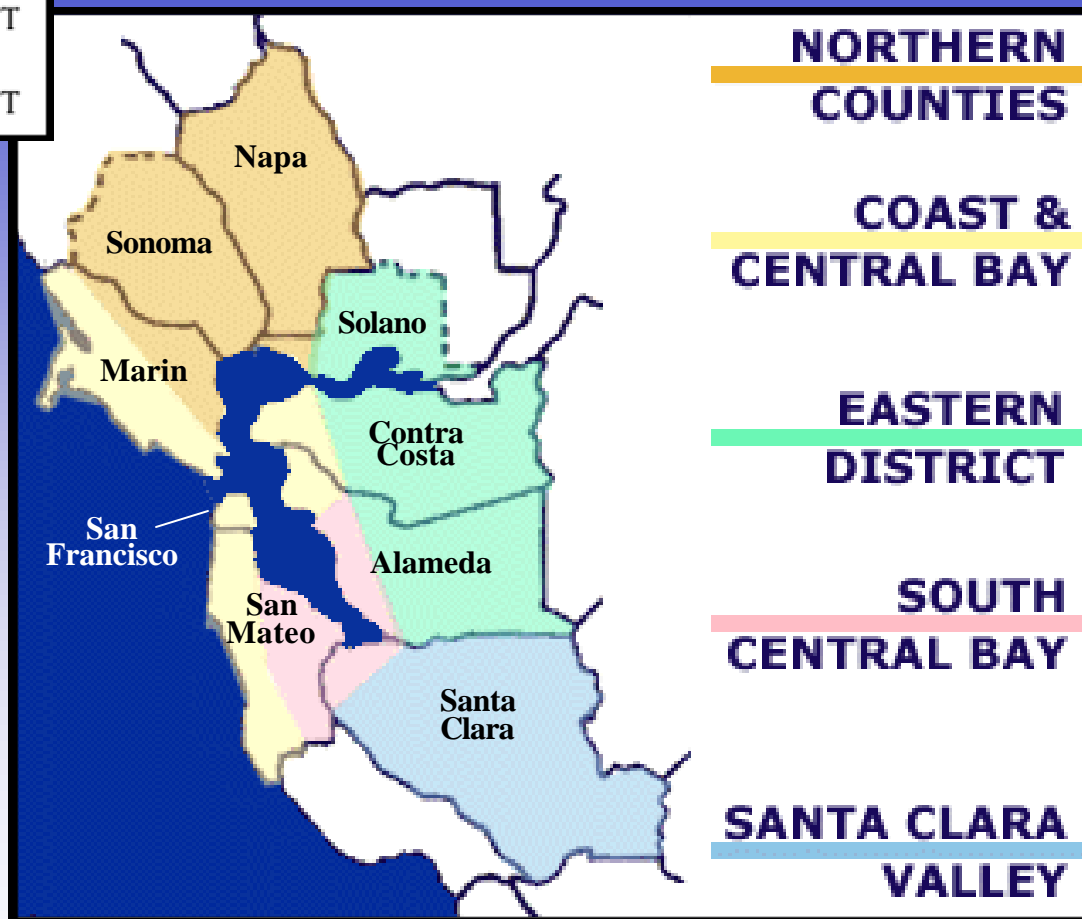 T
T
NORTHERN
COUNTIES
COAST &
CENTRAL BAY
EASTERN
DISTRICT
SOUTH
CENTRAL BAY
SANTA CLARA
VALLEY
Napa
Sonoma
Solano
Marin
Contra
Costa
San
Francisco
Alameda
San
Mateo
Santa
Clara